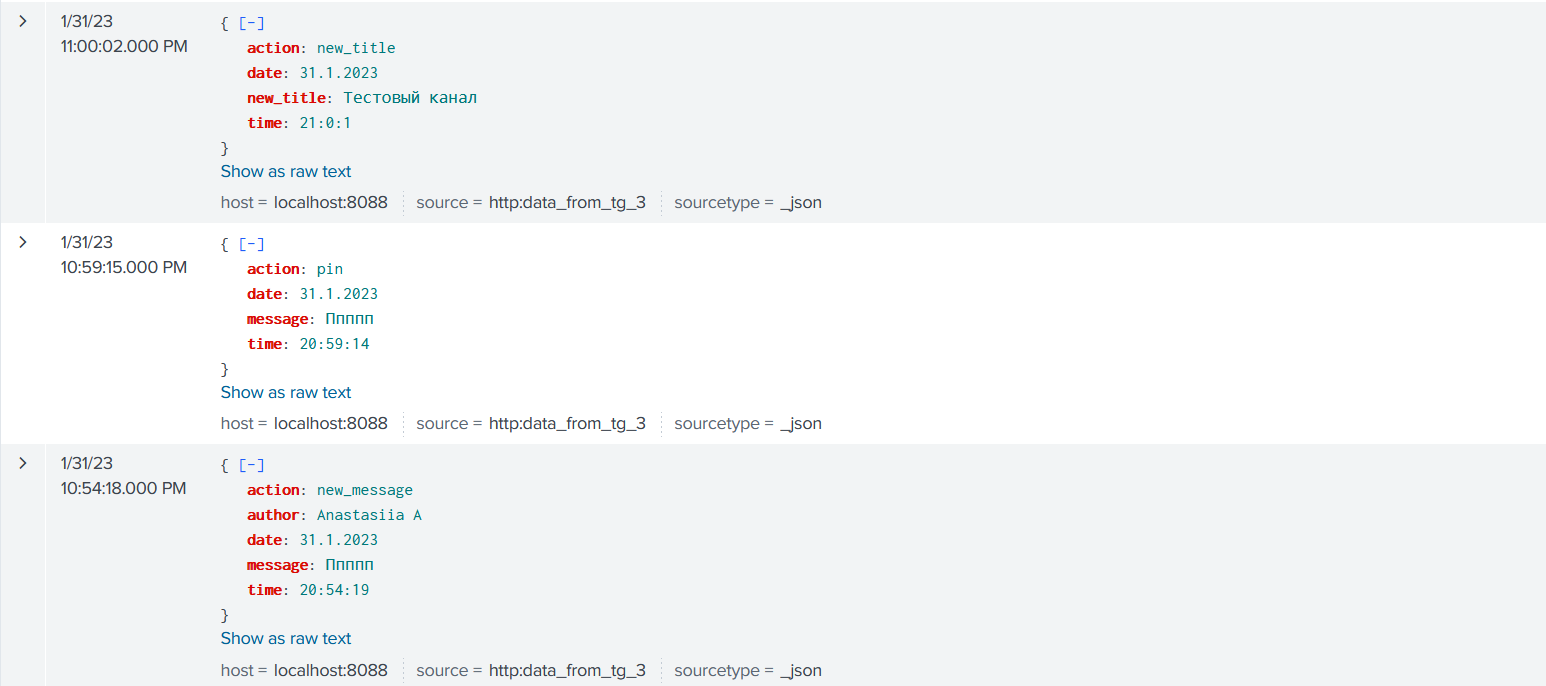 1/31/23
11:00:02.000 PM
{ [-]
action: new_title
date: 31.1.2023
new_title: Тестовый канал
time: 21:0:1
}
Show as raw text
host = localhost:8088 source = http:data_from_tg_3 sourcetype = _json
1/31/23
10:59:15.000 PM
{ [-]
action: pin
date: 31.1.2023
message: Ппппп
time: 20:59:14
}
Show as raw text
host = localhost:8088 source = http:data_from_tg_3 sourcetype = _json
1/31/23
10:54:18.000 PM
{ [-]
action: new_message
author: Anastasiia A
date: 31.1.2023
message: Ппппп
time: 20:54:19
}
Show as raw text
host = localhost:8088 source = http:data_from_tg_3 sourcetype = _json